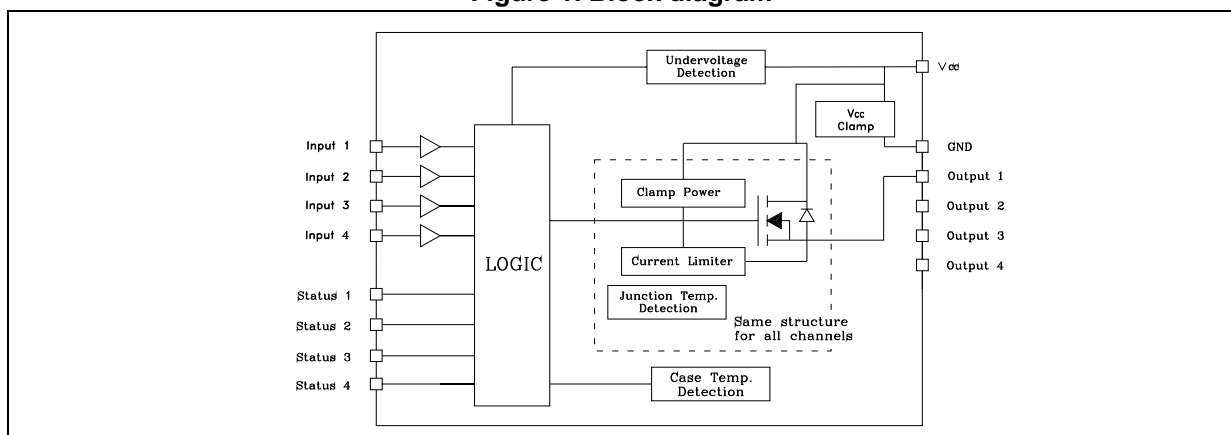 Figure 1. Block diagram
Undervoltage
Detection
Vcc
Vcc
Clamp
Input 1
GND
Input 2
Output 1
Clamp Power
Input 3
Output 2
Input 4
Output 3
LOGIC
Current Limiter
Output 4
Junction Temp.
Detection
Status 1
Same structure
for all channels
Status 2
Status 3
Case Temp.
Detection
Status 4